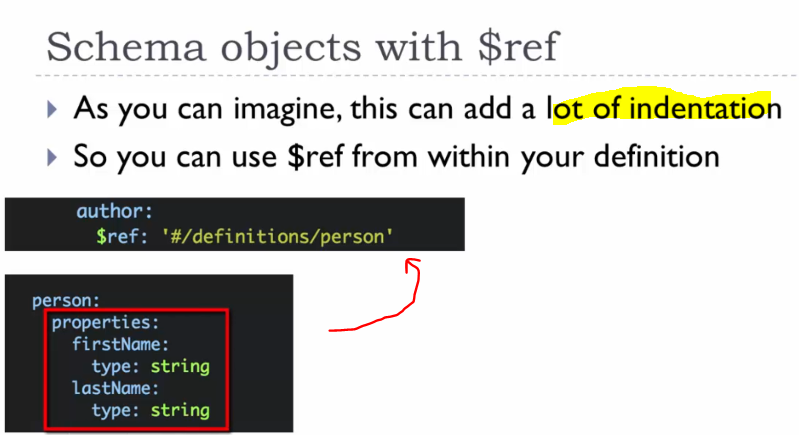 Schema objects with $ref
As you can imagine, this can add a lot of indentation
So you can use $ref from within your definition
author:
$ref: '#/definitions/person'
person:
properties:
firstName:
type: string
lastName:
type: string